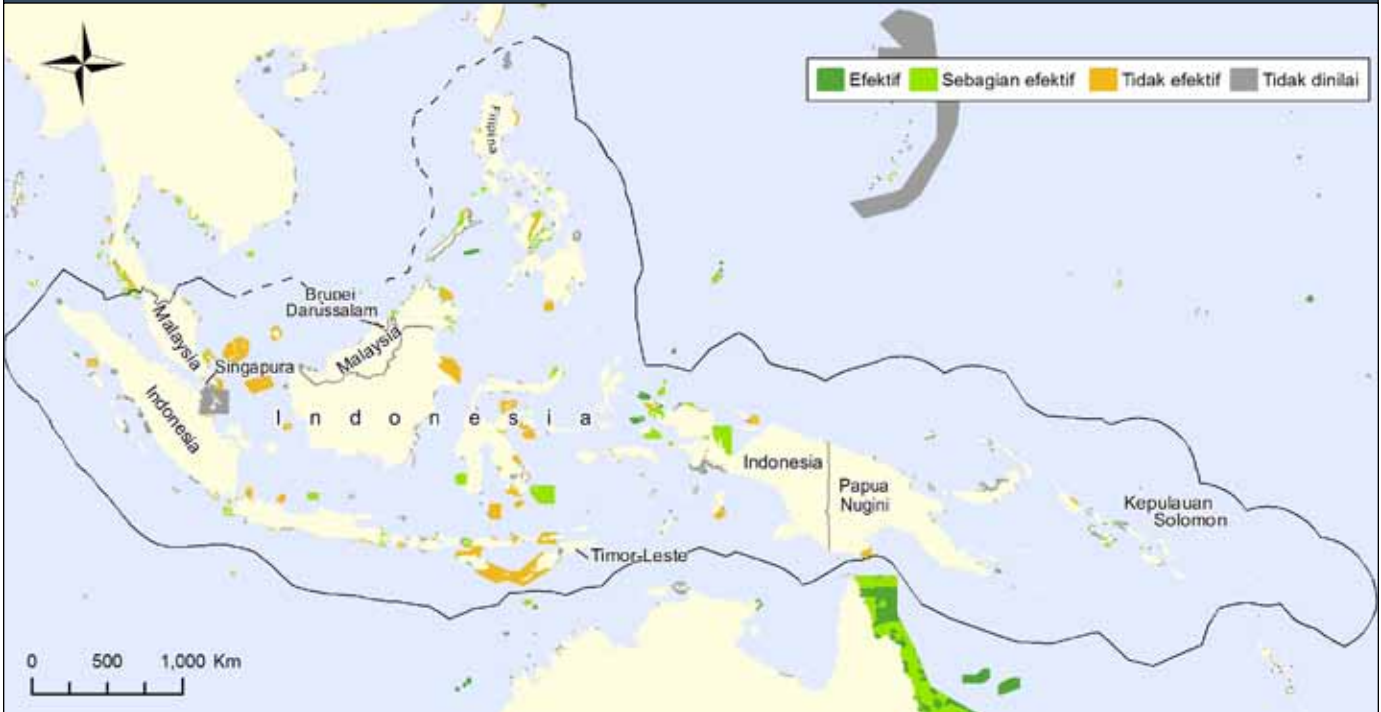 Efektif
Sebagian efektif
Tidak efektif
Tidak dinilai
Filipina
Brunei
Darussalam
Malaysia
Malaysia
Singapura
Indonesia
Indonesia
Indonesia
Papua
Nugini
Kepulauan
Solomon
Timor-Leste
0 500 1,000 Km